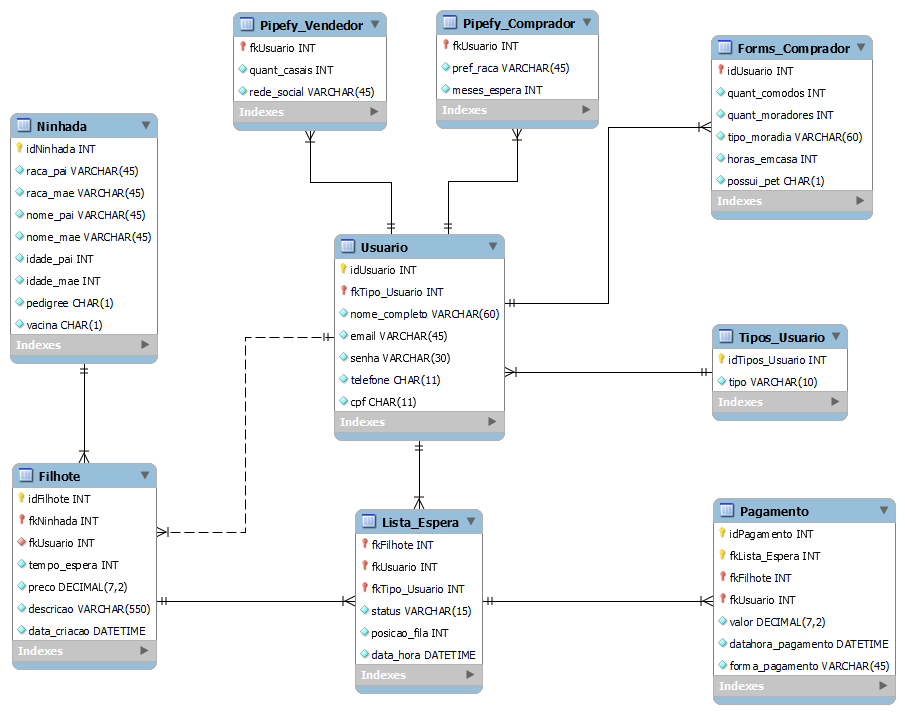 Pipefy_Vendedor
fkUsuario INT
quant_casais INT
rede_social VARCHAR(45)
Indexes
Pipefy_Comprador
fkUsuario INT
pref_raca VARCHAR(45)
meses_espera INT
Indexes
Forms_Comprador
idUsuario INT
quant_comodos INT
quant_moradores INT
tipo_moradia VARCHAR(60)
horas_emcasa INT
possui_pet CHAR(1)
Indexes
Ninhada
idNinhada INT
raca_pai VARCHAR(45)
raca_mae VARCHAR(45)
nome_pai VARCHAR(45)
nome_mae VARCHAR(45)
idade_pai INT
idade_mae INT
pedigree CHAR(1)
vacina CHAR(1)
Indexes
Usuario
idUsuario INT
fkTipo_Usuario INT
nome_completo VARCHAR(60)
email VARCHAR(45)
senha VARCHAR(30)
telefone CHAR(11)
cpf CHAR(11)
Indexes
Tipos_Usuario
idTipos_Usuario INT
tipo VARCHAR(10)
Indexes
Filhote
idFilhote INT
fkNinhada INT
fkUsuario INT
tempo_espera INT
preco DECIMAL(7,2)
descricao VARCHAR(550)
data_criacao DATETIME
Indexes
Lista_Espera
fkFilhote INT
fkUsuario INT
fkTipo_Usuario INT
status VARCHAR(15)
posicao_fila INT
data_hora DATETIME
Indexes
Pagamento
idPagamento INT
fkLista_Espera INT
fkFilhote INT
fkUsuario INT
valor DECIMAL(7,2)
datahora_pagamento DATETIME
forma_pagamento VARCHAR(45)
Indexes